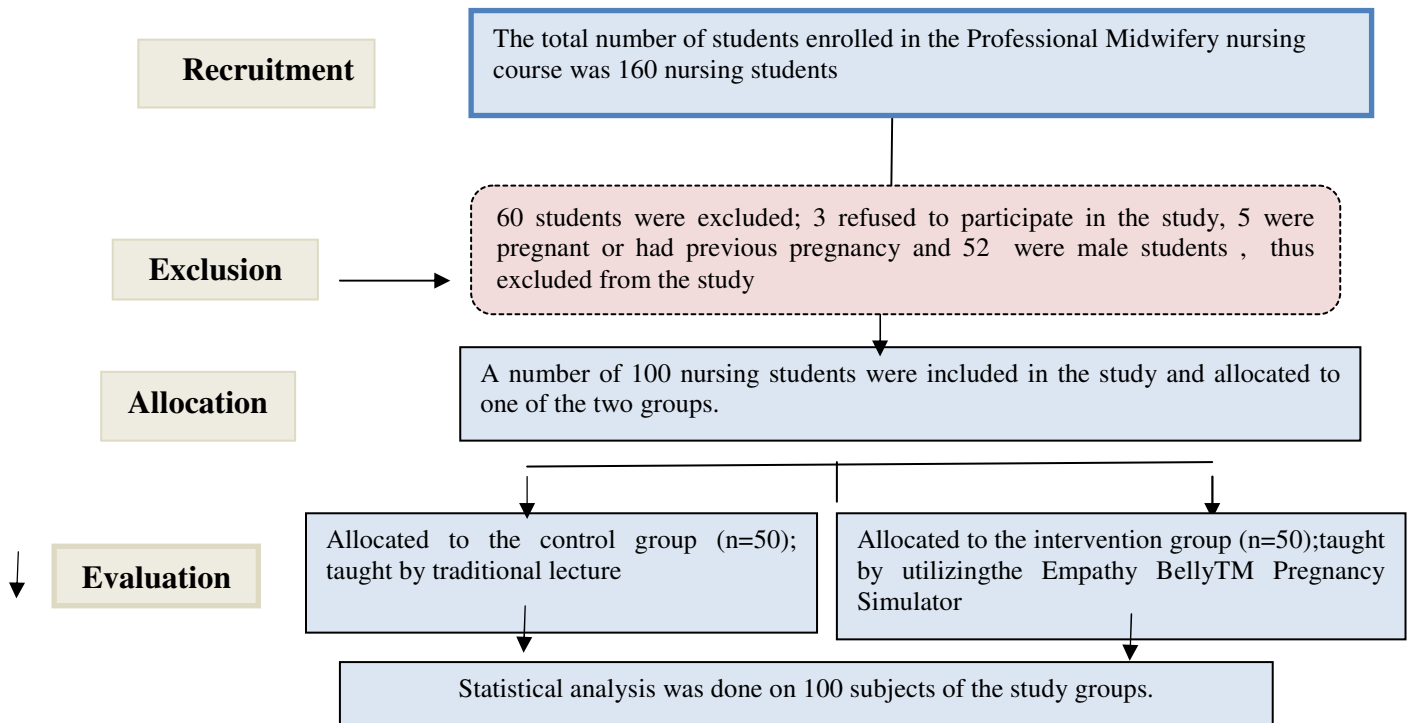 Recruitment
The total number of students enrolled in the Professional Midwifery nursing
course was 160 nursing students
Exclusion
60 students were excluded; 3 refused to participate in the study, 5 were
pregnant or had previous pregnancy and 52 were male students , thus
excluded from the study
Allocation
A number of 100 nursing students were included in the study and allocated to
one of the two groups.
Evaluation
Allocated to the control group (n=50);
taught by traditional lecture
Allocated to the intervention group (n=50);taught
by utilizingthe Empathy BellyTM Pregnancy
Simulator
Statistical analysis was done on 100 subjects of the study groups.